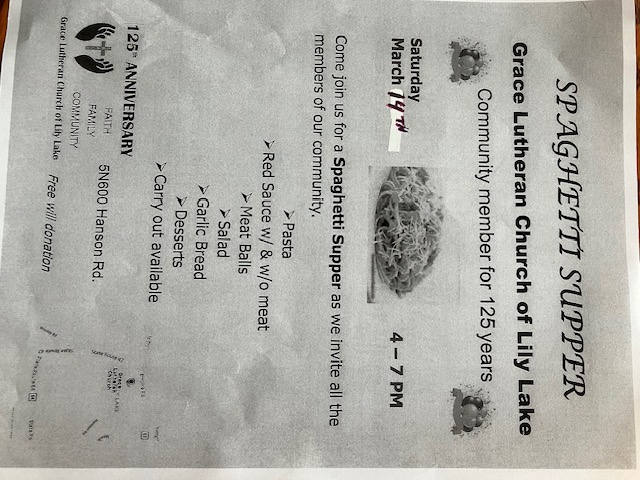 SPAGHETTI SUPPER
Grace Lutheran Church of Lily Lake
Community member for 125 years
Saturday
March 14TH
4 – 7 PM
Come join us for a Spaghetti Supper as we invite all the
members of our community.
➤ Pasta
➤ Red Sauce w/ & w/o meat
➤ Meat Balls
➤ Salad
➤ Garlic Bread
➤ Desserts
➤ Carry out available
125th ANNIVERSARY
FAITH
FAMILY
COMMUNITY
Grace Lutheran Church of Lily Lake
5N600 Hanson Rd.
Free will donation
Grace
Lutheran
Church